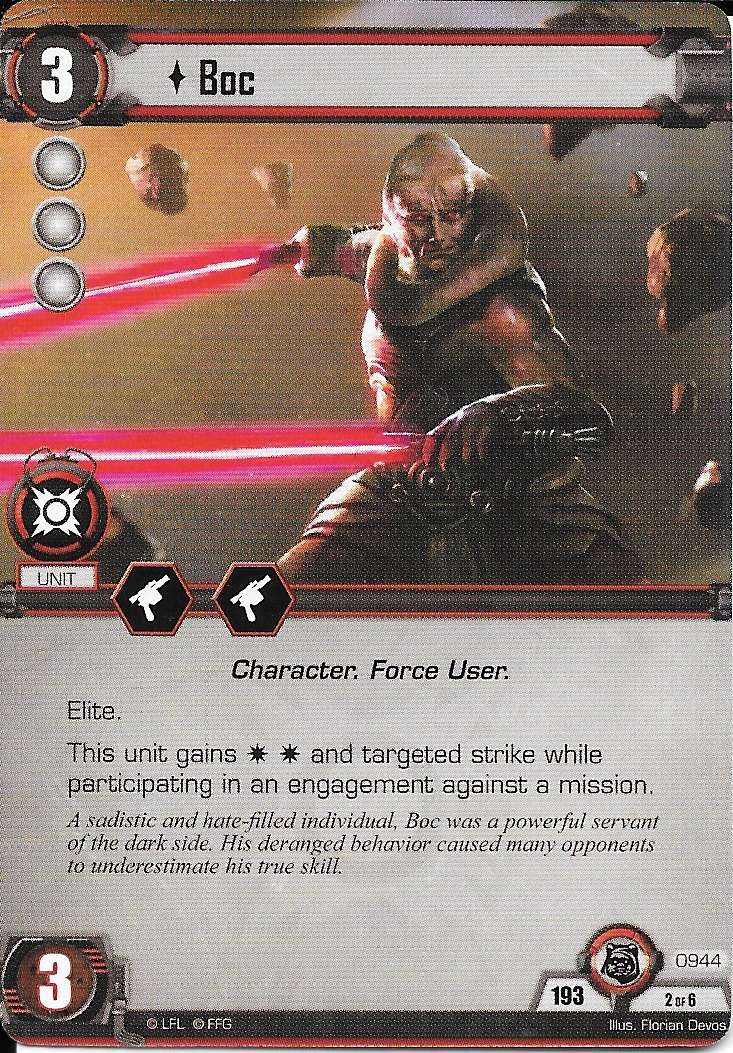 3
Boc
UNIT
Character. Force User.
Elite.
This unit gains and targeted strike while
participating in an engagement against a mission.
A sadistic and hate-filled individual, Boc was a powerful servant
of the dark side. His deranged behavior caused many opponents
to underestimate his true skill.
3
0944
193
2 OF 6
© LFL © FFG
Illus. Florian Devos